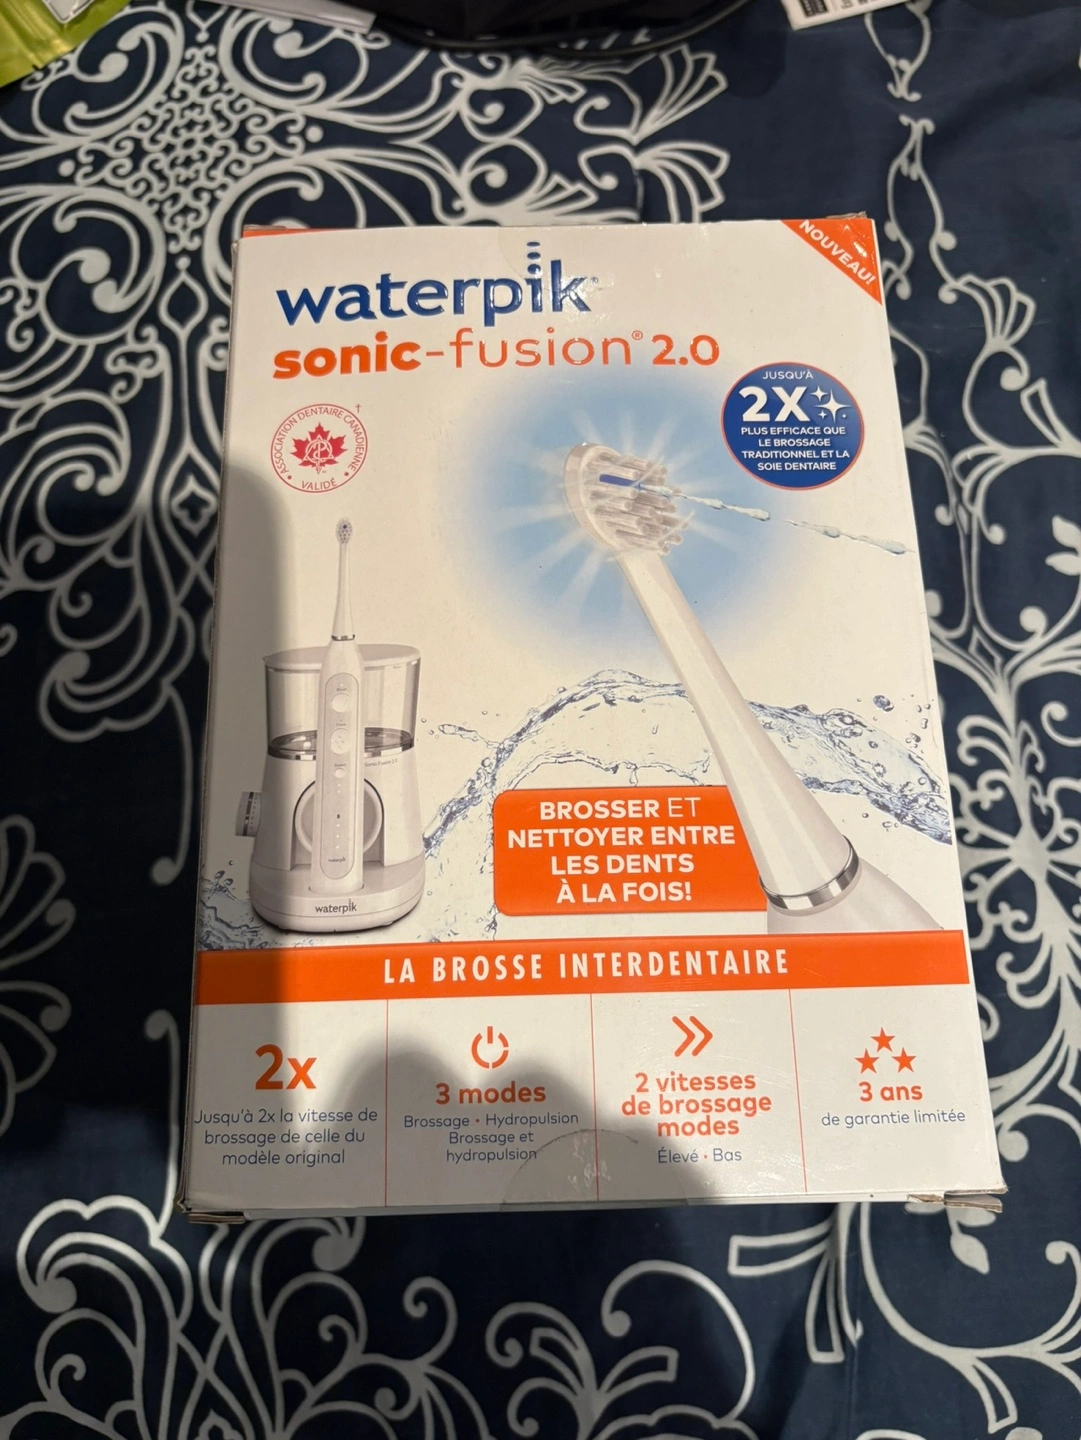 NOUVEAU!
waterpik
sonic-fusion® 2.0
ASSOCIATION DENTAIRE CANADIENNE †
VALIDÉ
JUSQU'À
2X
PLUS EFFICACE QUE
LE BROSSAGE
TRADITIONNEL ET LA
SOIE DENTAIRE
waterpik
waterpik
BROSSER ET
NETTOYER ENTRE
LES DENTS
À LA FOIS!
LA BROSSE INTERDENTAIRE
2x
Jusqu'à 2x la vitesse de
brossage de celle du
modèle original
3 modes
Brossage • Hydropulsion
Brossage et
hydropulsion
2 vitesses
de brossage
modes
Élevé • Bas
3 ans
de garantie limitée